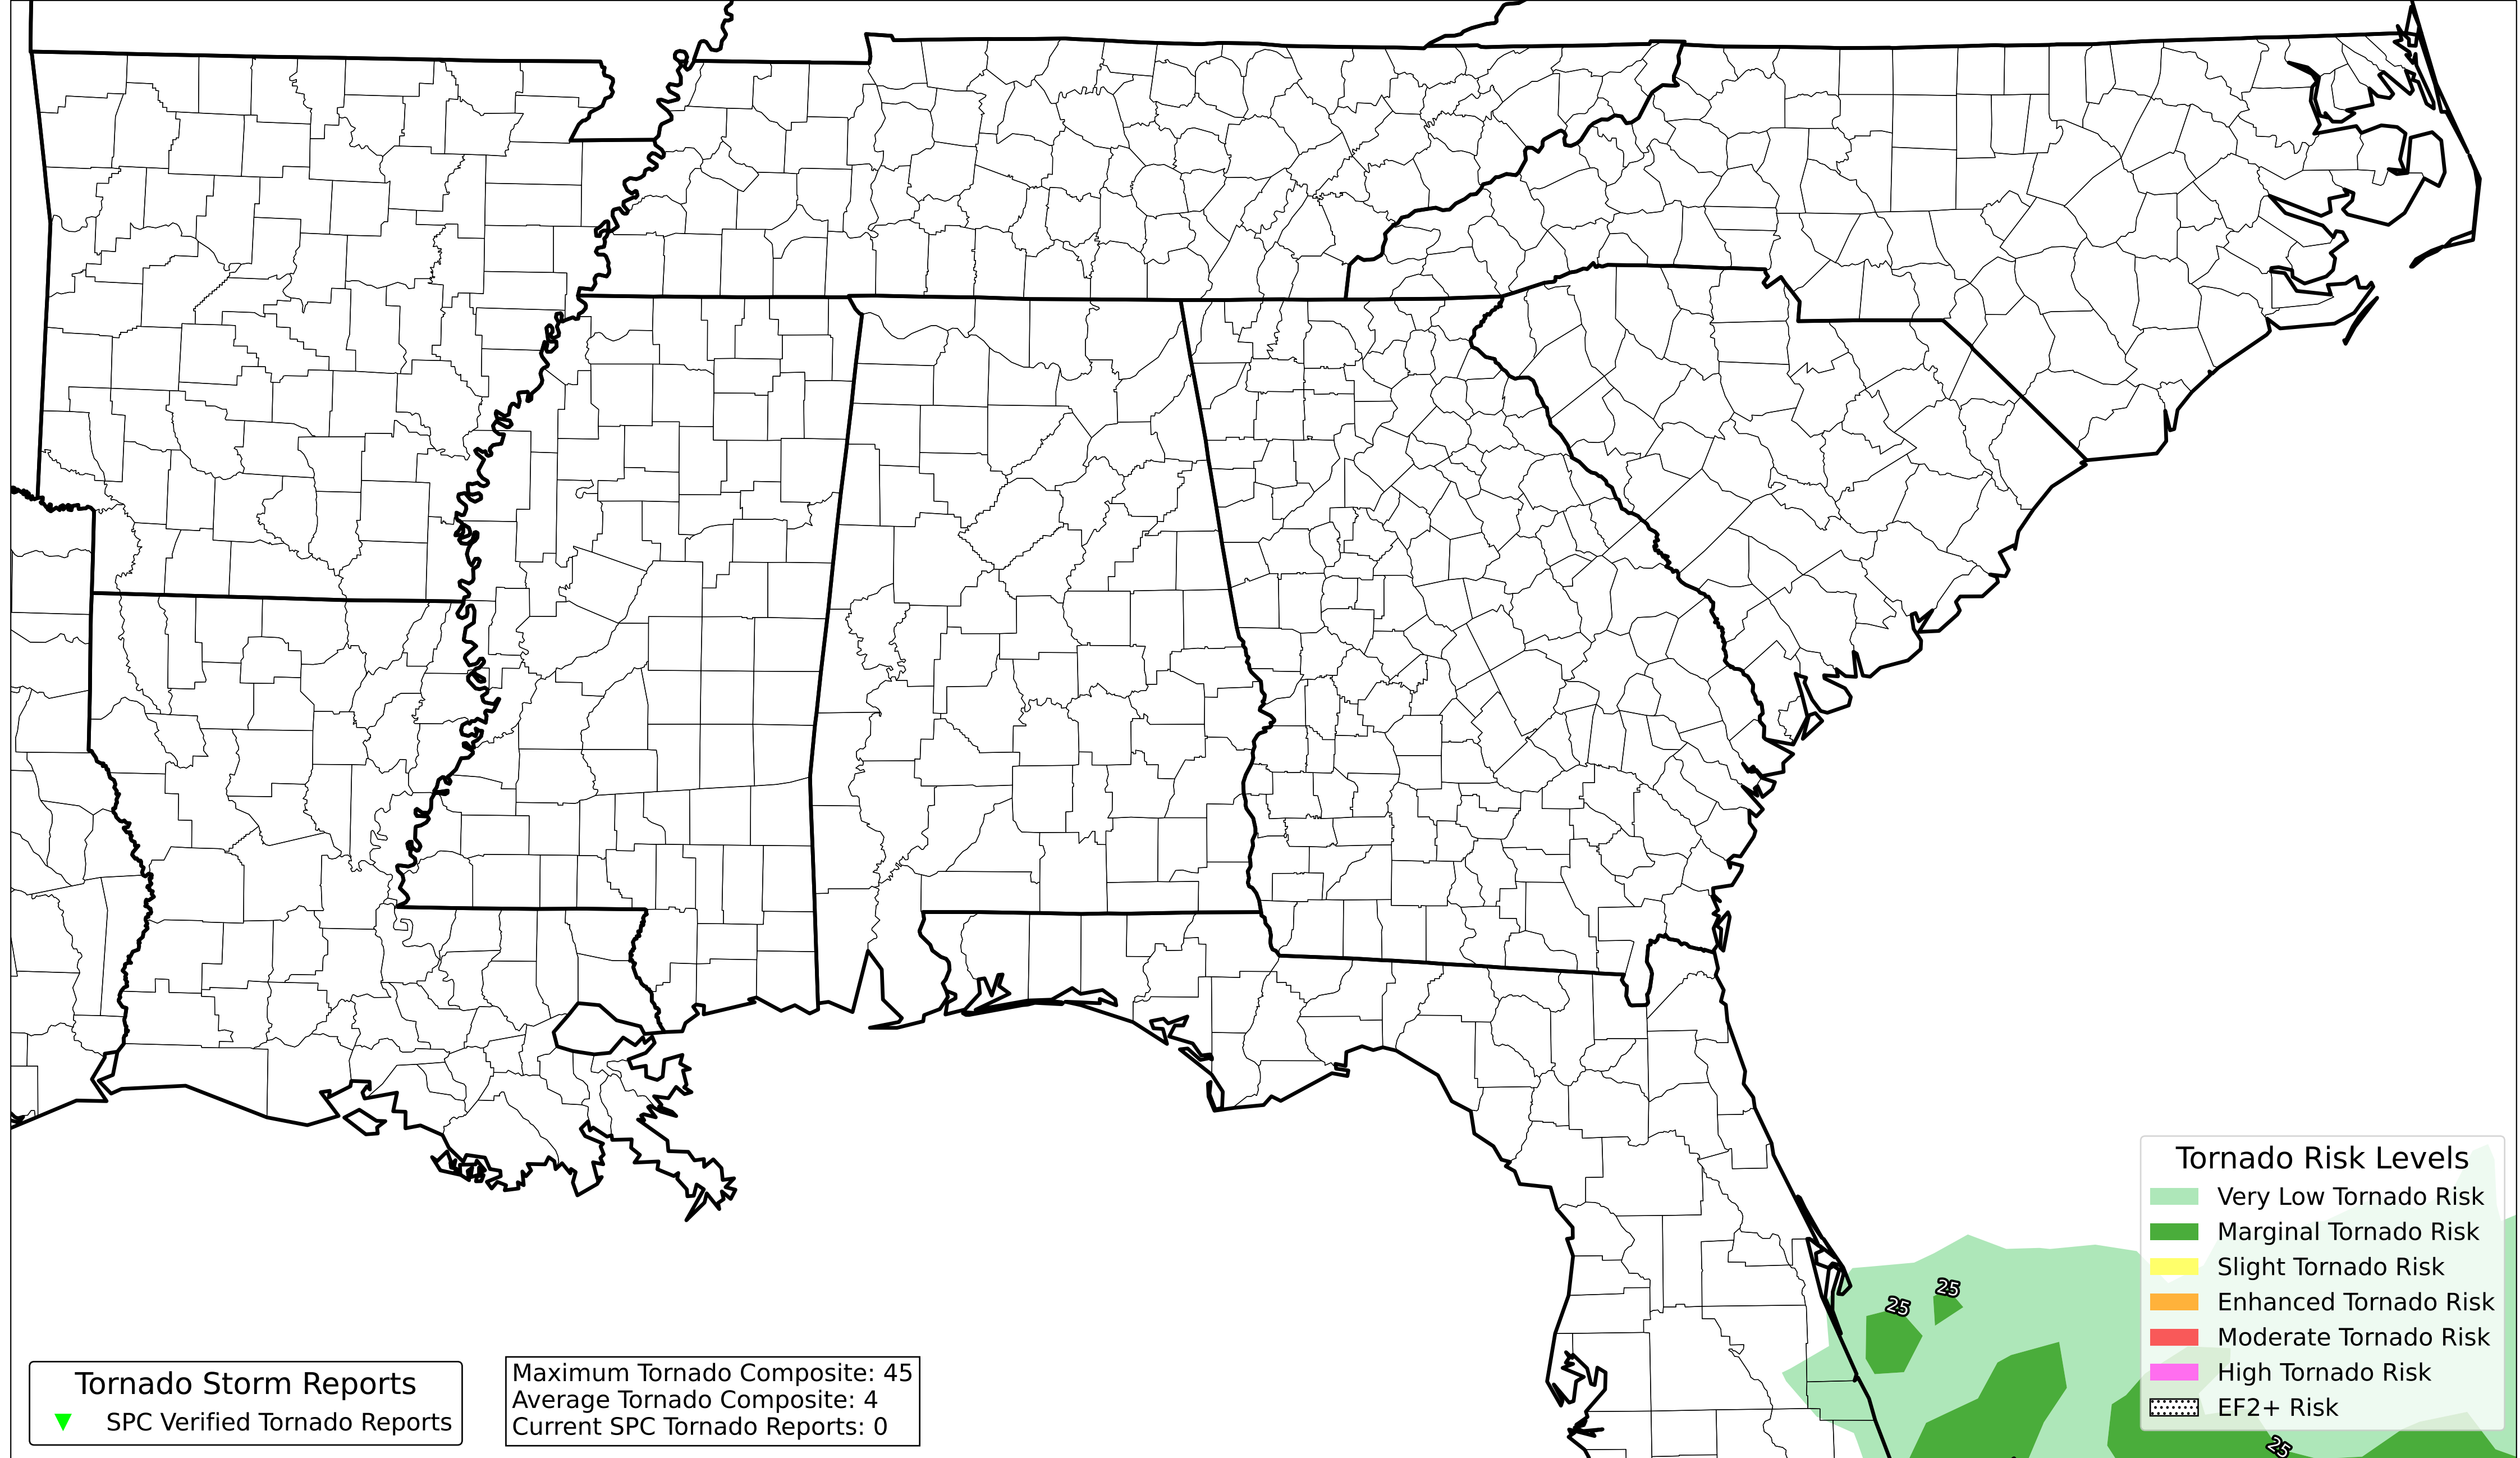 25
25
Tornado Risk Levels
Very Low Tornado Risk
Marginal Tornado Risk
Slight Tornado Risk
Enhanced Tornado Risk
Moderate Tornado Risk
High Tornado Risk
EF2+ Risk
25
Tornado Storm Reports
SPC Verified Tornado Reports
Maximum Tornado Composite: 45
Average Tornado Composite: 4
Current SPC Tornado Reports: 0